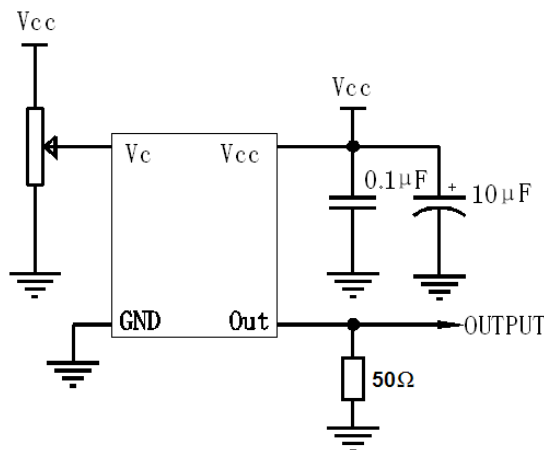 Vcc
Vcc
Vc
Vcc
0.1μF
+
10μF
GND
Out
OUTPUT
50Ω